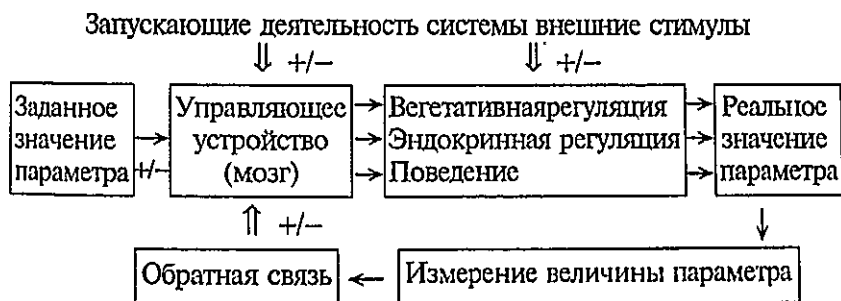 Запускающие деятельность системы внешние стимулы
⇓ +/− ⇓ +/−
Заданное
значение
параметра
+/−
Управляющее
устройство
(мозг)
Вегетативнаярегуляция
Эндокринная регуляция
Поведение
Реальное
значение
параметра
⇑ +/−
Обратная связь
Измерение величины параметра